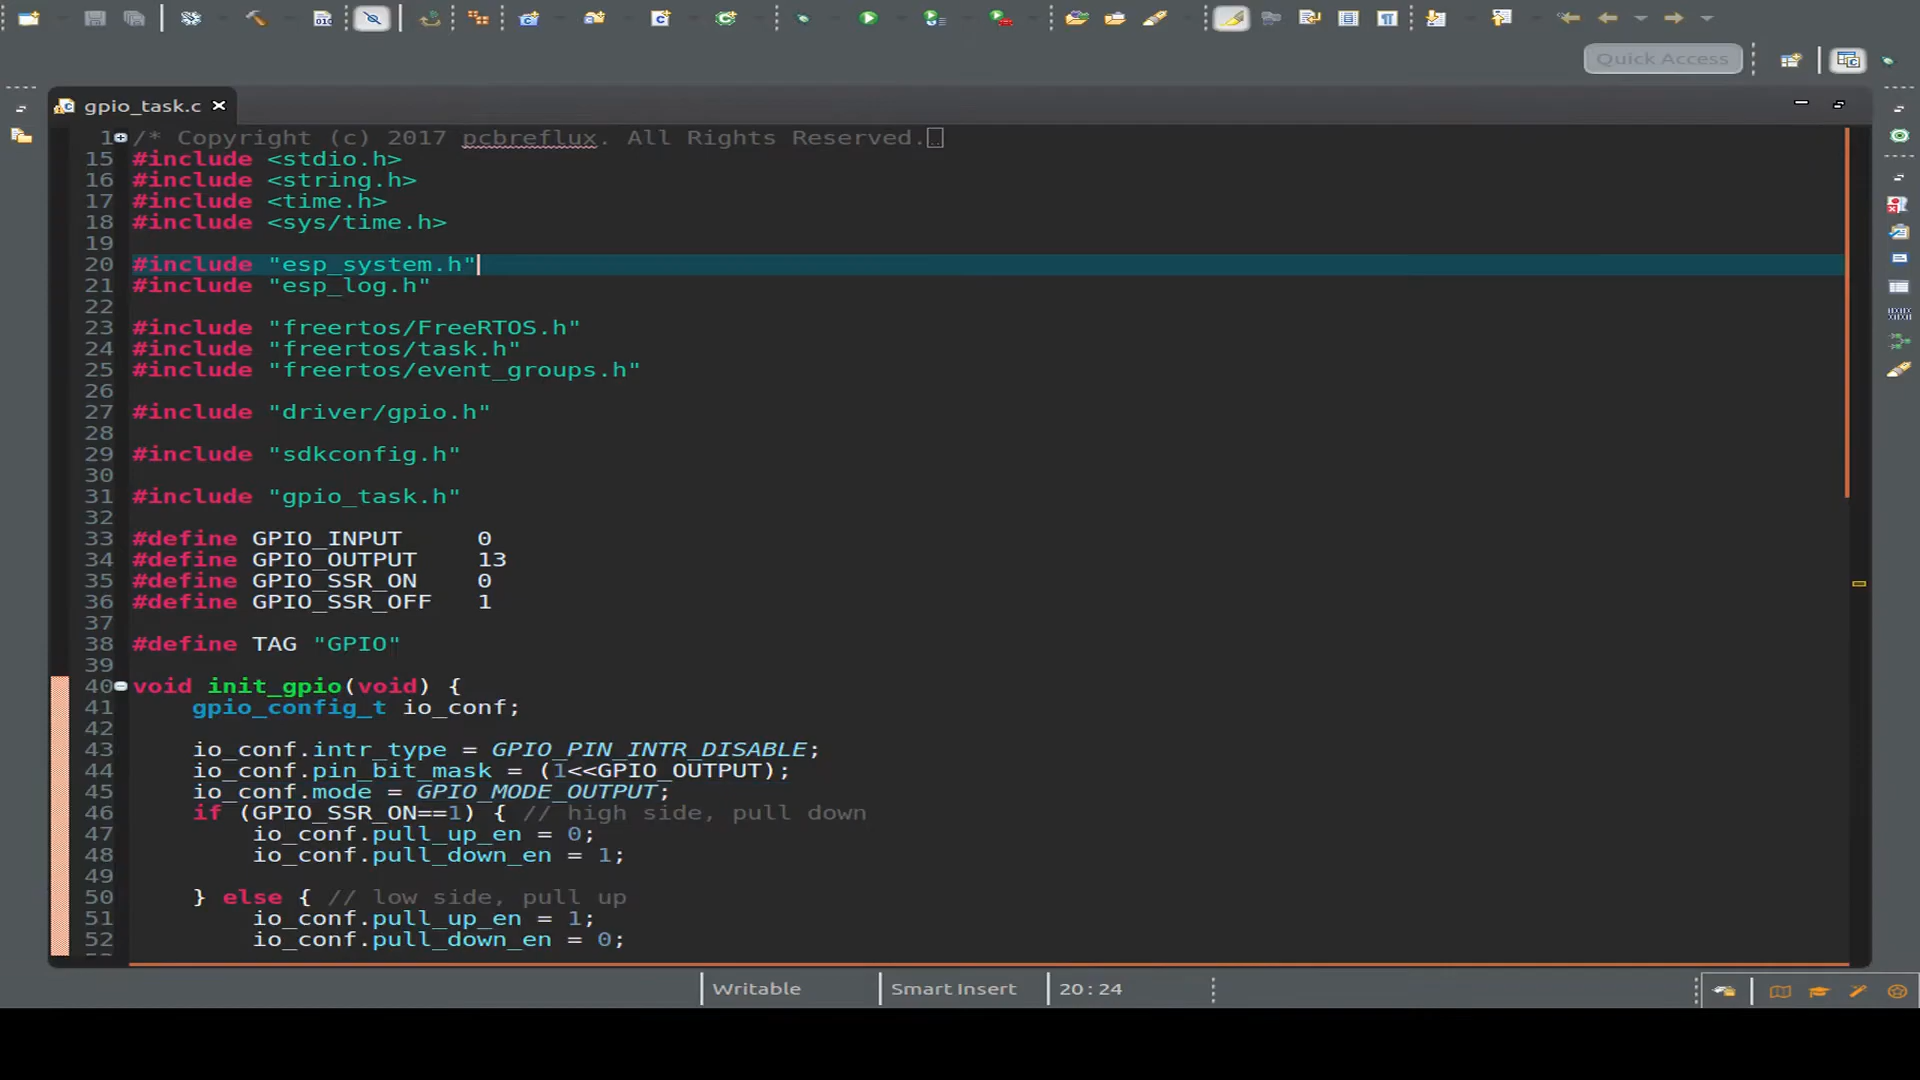 Quick Access
gpio_task.c
1 /* Copyright (c) 2017 pcbreflux. All Rights Reserved.
15 #include <stdio.h>
16 #include <string.h>
17 #include <time.h>
18 #include <sys/time.h>
19
20 #include "esp_system.h"
21 #include "esp_log.h"
22
23 #include "freertos/FreeRTOS.h"
24 #include "freertos/task.h"
25 #include "freertos/event_groups.h"
26
27 #include "driver/gpio.h"
28
29 #include "sdkconfig.h"
30
31 #include "gpio_task.h"
32
33 #define GPIO_INPUT 0
34 #define GPIO_OUTPUT 13
35 #define GPIO_SSR_ON 0
36 #define GPIO_SSR_OFF 1
37
38 #define TAG "GPIO"
39
40 void init_gpio(void) {
41 gpio_config_t io_conf;
42
43 io_conf.intr_type = GPIO_PIN_INTR_DISABLE;
44 io_conf.pin_bit_mask = (1<<GPIO_OUTPUT);
45 io_conf.mode = GPIO_MODE_OUTPUT;
46 if (GPIO_SSR_ON==1) { // high side, pull down
47 io_conf.pull_up_en = 0;
48 io_conf.pull_down_en = 1;
49
50 } else { // low side, pull up
51 io_conf.pull_up_en = 1;
52 io_conf.pull_down_en = 0;
Writable Smart Insert 20:24